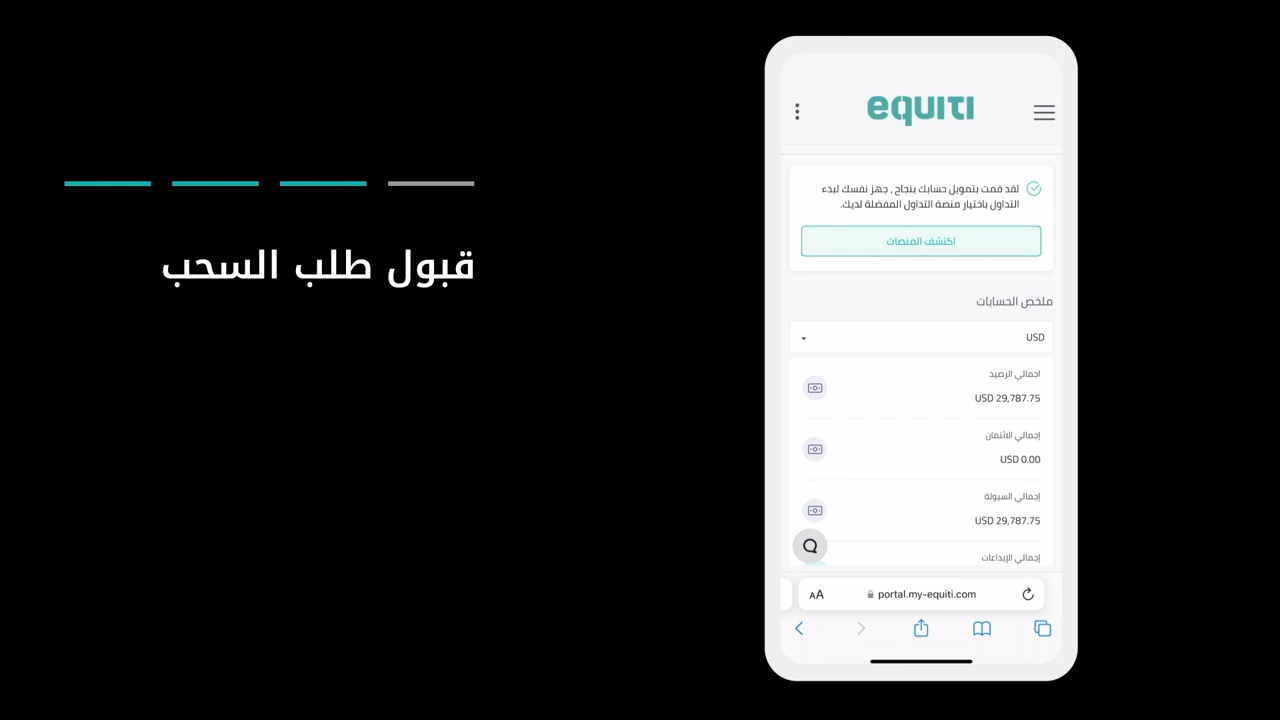 قبول طلب السحب
equiti
لقد قمت بتمويل حسابك بنجاح , جهز نفسك لبدء
التداول باختيار منصة التداول المفضلة لديك.
اكتشف المنصات
ملخص الحسابات
USD
اجمالي الرصيد
USD 29,787.75
إجمالي الائتمان
USD 0.00
إجمالي السيولة
USD 29,787.75
إجمالي الإيداعات
AA
portal.my-equiti.com